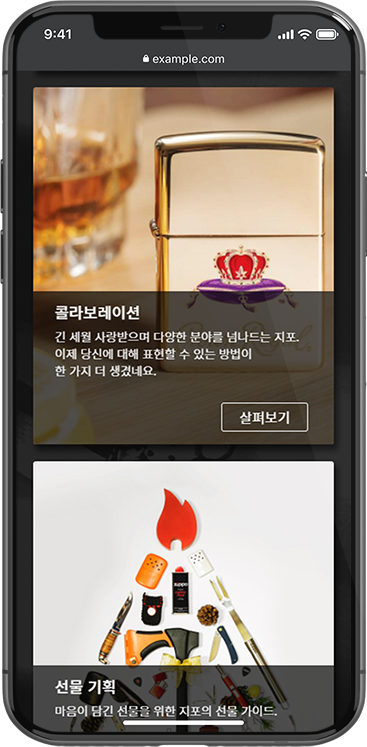 9:41
example.com
콜라보레이션
긴 세월 사랑받으며 다양한 분야를 넘나드는 지포.
이제 당신에 대해 표현할 수 있는 방법이
한 가지 더 생겼네요.
살펴보기
zippo
선물 기획
마음이 담긴 선물을 위한 지포의 선물 가이드.